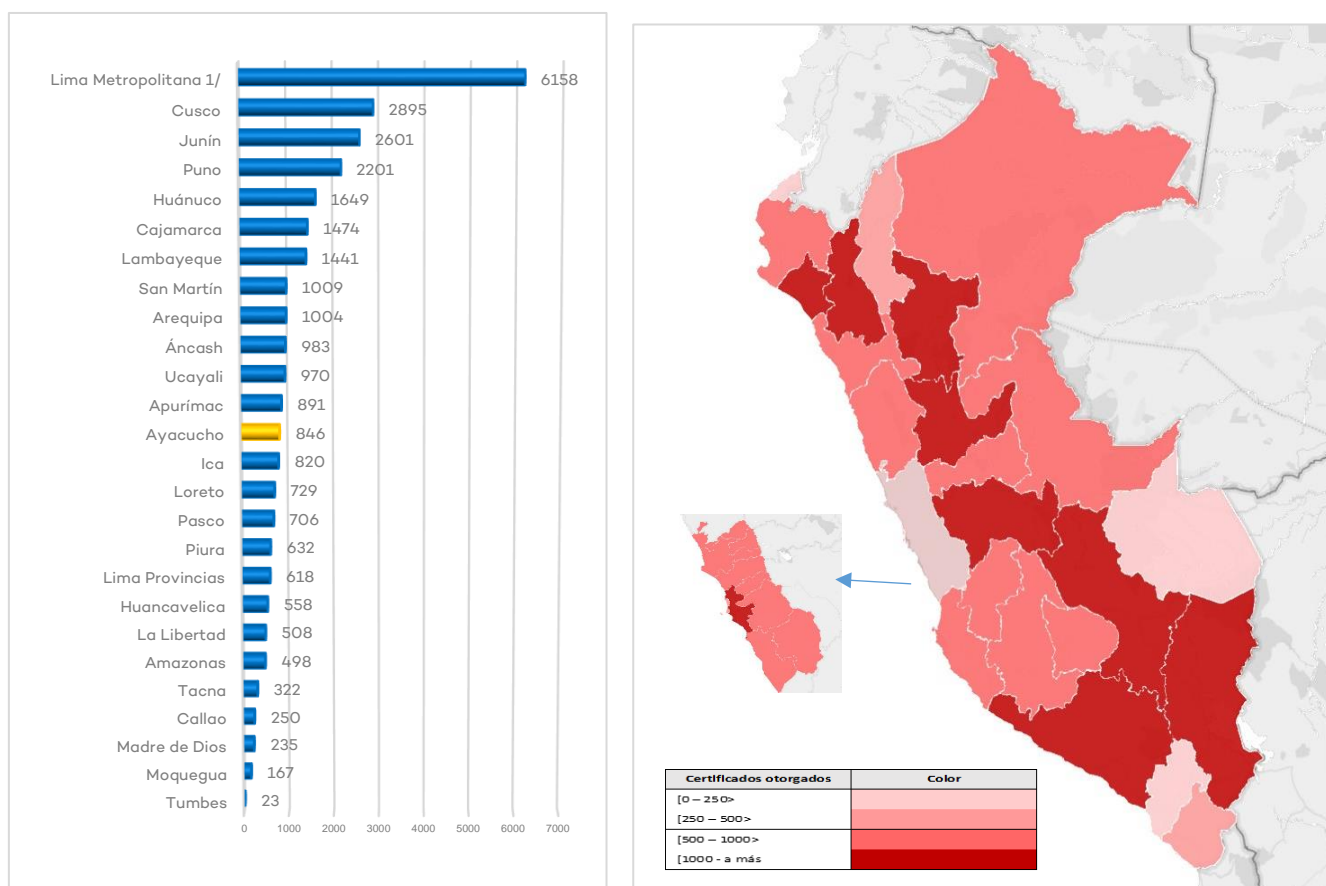 Lima Metropolitana 1/ 6158
Cusco 2895
Junín 2601
Puno 2201
Huánuco 1649
Cajamarca 1474
Lambayeque 1441
San Martín 1009
Arequipa 1004
Áncash 983
Ucayali 970
Apurímac 891
Ayacucho 846
Ica 820
Loreto 729
Pasco 706
Piura 632
Lima Provincias 618
Huancavelica 558
La Libertad 508
Amazonas 498
Tacna 322
Callao 250
Madre de Dios 235
Moquegua 167
Tumbes 23
0 1000 2000 3000 4000 5000 6000 7000
Certificados otorgados Color
[0 – 250>
[250 – 500>
[500 – 1000>
[1000 - a más